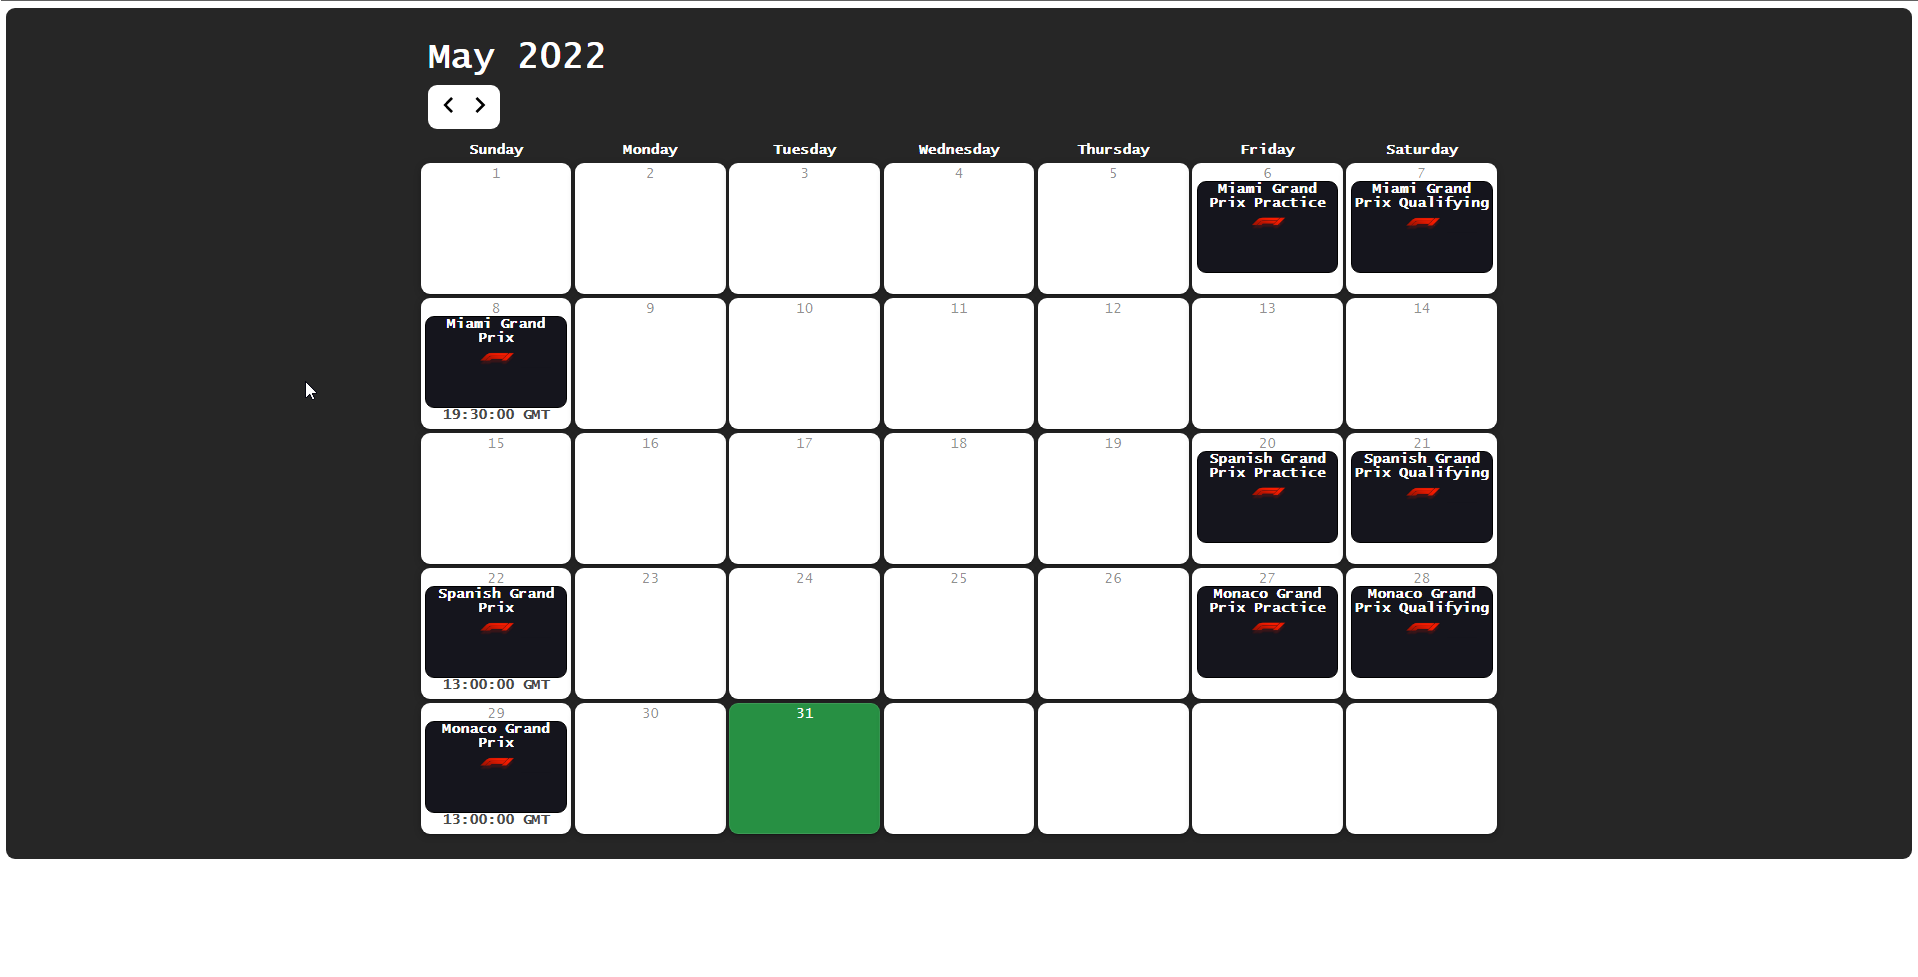 May 2022
Sunday Monday Tuesday Wednesday Thursday Friday Saturday
1 2 3 4 5 6 7
Miami Grand Miami Grand
Prix Practice Prix Qualifying
8 9 10 11 12 13 14
Miami Grand
Prix
19:30:00 GMT
15 16 17 18 19 20 21
Spanish Grand Spanish Grand
Prix Practice Prix Qualifying
22 23 24 25 26 27 28
Spanish Grand Monaco Grand Monaco Grand
Prix Prix Practice Prix Qualifying
13:00:00 GMT
29 30 31
Monaco Grand
Prix
13:00:00 GMT